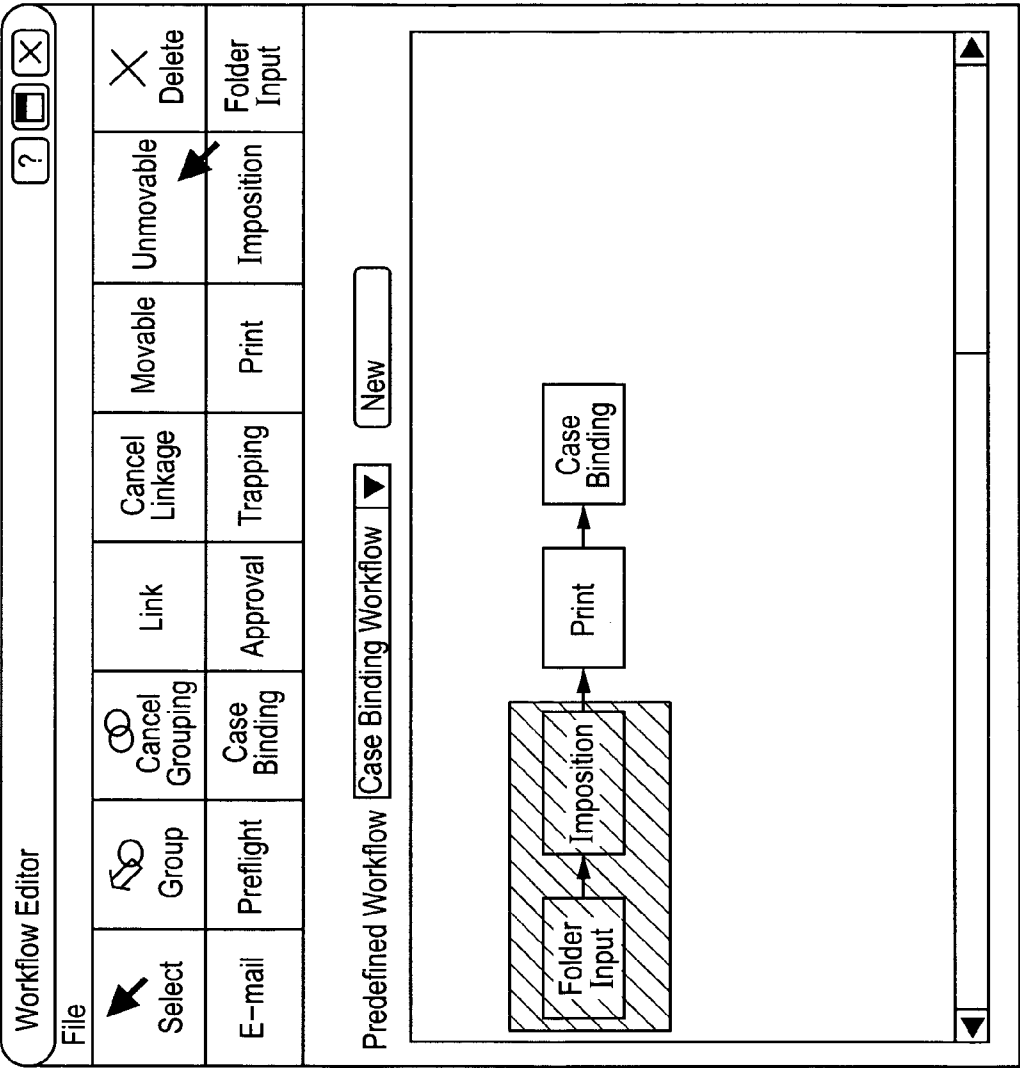 Workflow Editor
?
File
Select
Group
Cancel
Grouping
Link
Cancel
Linkage
Movable
Unmovable
Delete
E-mail
Preflight
Case
Binding
Approval
Trapping
Print
Imposition
Folder
Input
Predefined Workflow
Case Binding Workflow
New
Folder
Input
Imposition
Print
Case
Binding